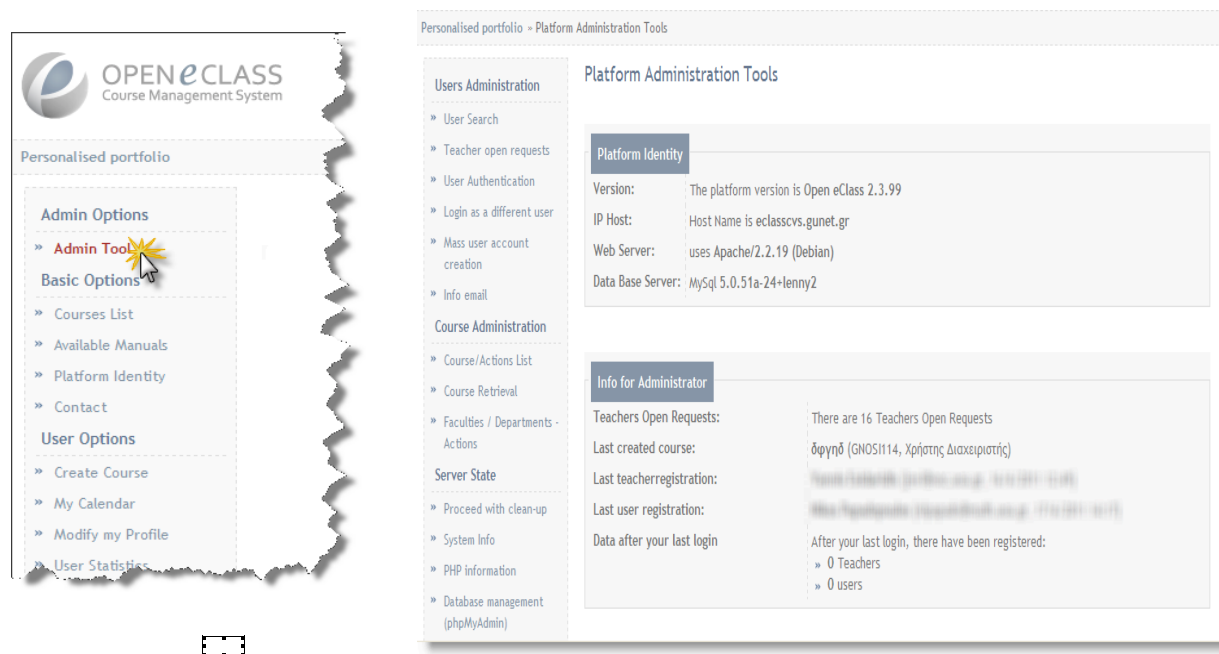 OPEN eCLASS
Course Management System
Personalised portfolio
Admin Options
» Admin Tool
Basic Options
» Courses List
» Available Manuals
» Platform Identity
» Contact
User Options
» Create Course
» My Calendar
» Modify my Profile
» User Statistics
Personalised portfolio » Platform Administration Tools
Users Administration
» User Search
» Teacher open requests
» User Authentication
» Login as a different user
» Mass user account
creation
» Info email
Course Administration
» Course/Actions List
» Course Retrieval
» Faculties / Departments -
Actions
Server State
» Proceed with clean-up
» System Info
» PHP information
» Database management
(phpMyAdmin)
Platform Administration Tools
Platform Identity
Version: The platform version is Open eClass 2.3.99
IP Host: Host Name is eclasscvs.gunet.gr
Web Server: uses Apache/2.2.19 (Debian)
Data Base Server: MySql 5.0.51a-24+lenny2
Info for Administrator
Teachers Open Requests: There are 16 Teachers Open Requests
Last created course: δφγηδ (GNOSI114, Χρήστης Διαχειριστής)
Last teacherregistration:
Last user registration:
Data after your last login After your last login, there have been registered:
» 0 Teachers
» 0 users